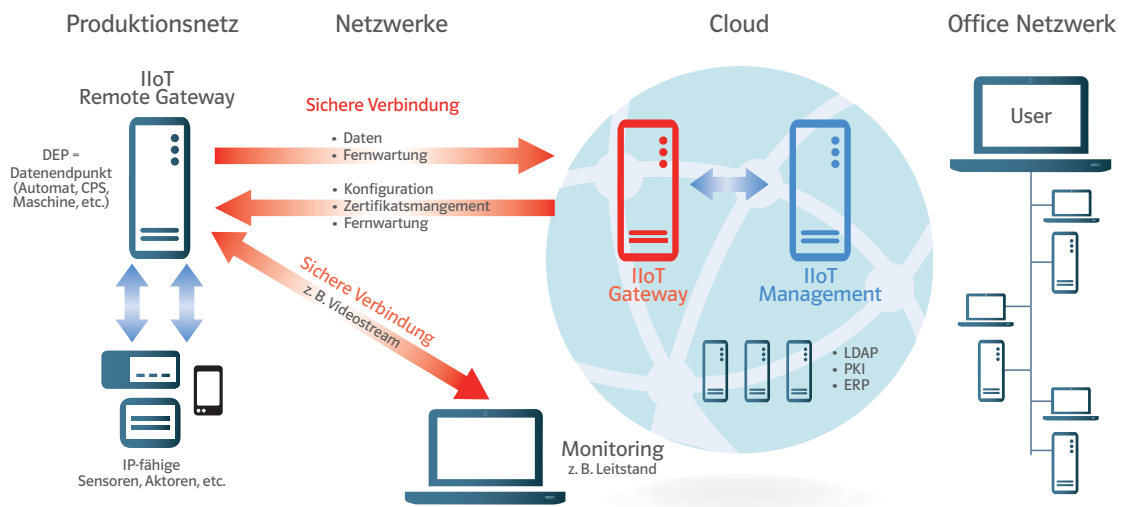 Produktionsnetz
Netzwerke
Cloud
Office Netzwerk
IIoT
Remote Gateway
DEP =
Datenendpunkt
(Automat, CPS,
Maschine, etc.)
IP-fähige
Sensoren, Aktoren, etc.
Sichere Verbindung
• Daten
• Fernwartung
• Konfiguration
• Zertifikatsmangement
• Fernwartung
Sichere Verbindung
z. B. Videostream
Monitoring
z. B. Leitstand
IIoT
Gateway
IIoT
Management
• LDAP
• PKI
• ERP
User